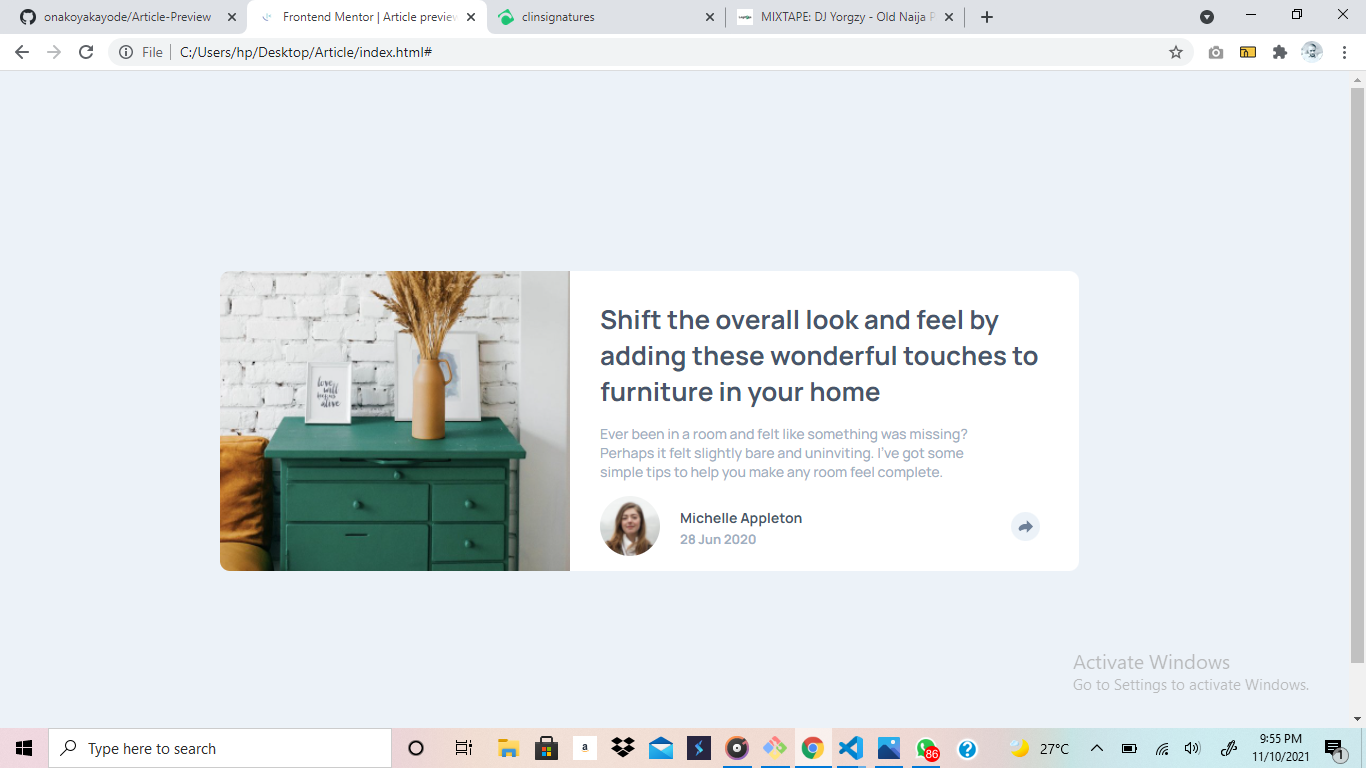 onakoyakayode/Article-Preview
Frontend Mentor | Article preview
clinsignatures
MIXTAPE: DJ Yorgzy - Old Naija P
File
C:/Users/hp/Desktop/Article/index.html#
Shift the overall look and feel by
adding these wonderful touches to
furniture in your home
Ever been in a room and felt like something was missing?
Perhaps it felt slightly bare and uninviting. I've got some
simple tips to help you make any room feel complete.
Michelle Appleton
28 Jun 2020
love
will
keep us
alive
Activate Windows
Go to Settings to activate Windows.
Type here to search
a
86
27°C
9:55 PM
11/10/2021
1